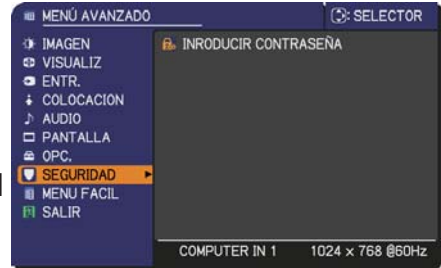 MENÚ AVANZADO
: SELECTOR
IMAGEN
VISUALIZ
ENTR.
COLOCACION
AUDIO
PANTALLA
OPC.
SEGURIDAD
MENU FACIL
SALIR
INRODUCIR CONTRASEÑA
COMPUTER IN 1 1024 × 768 @60Hz